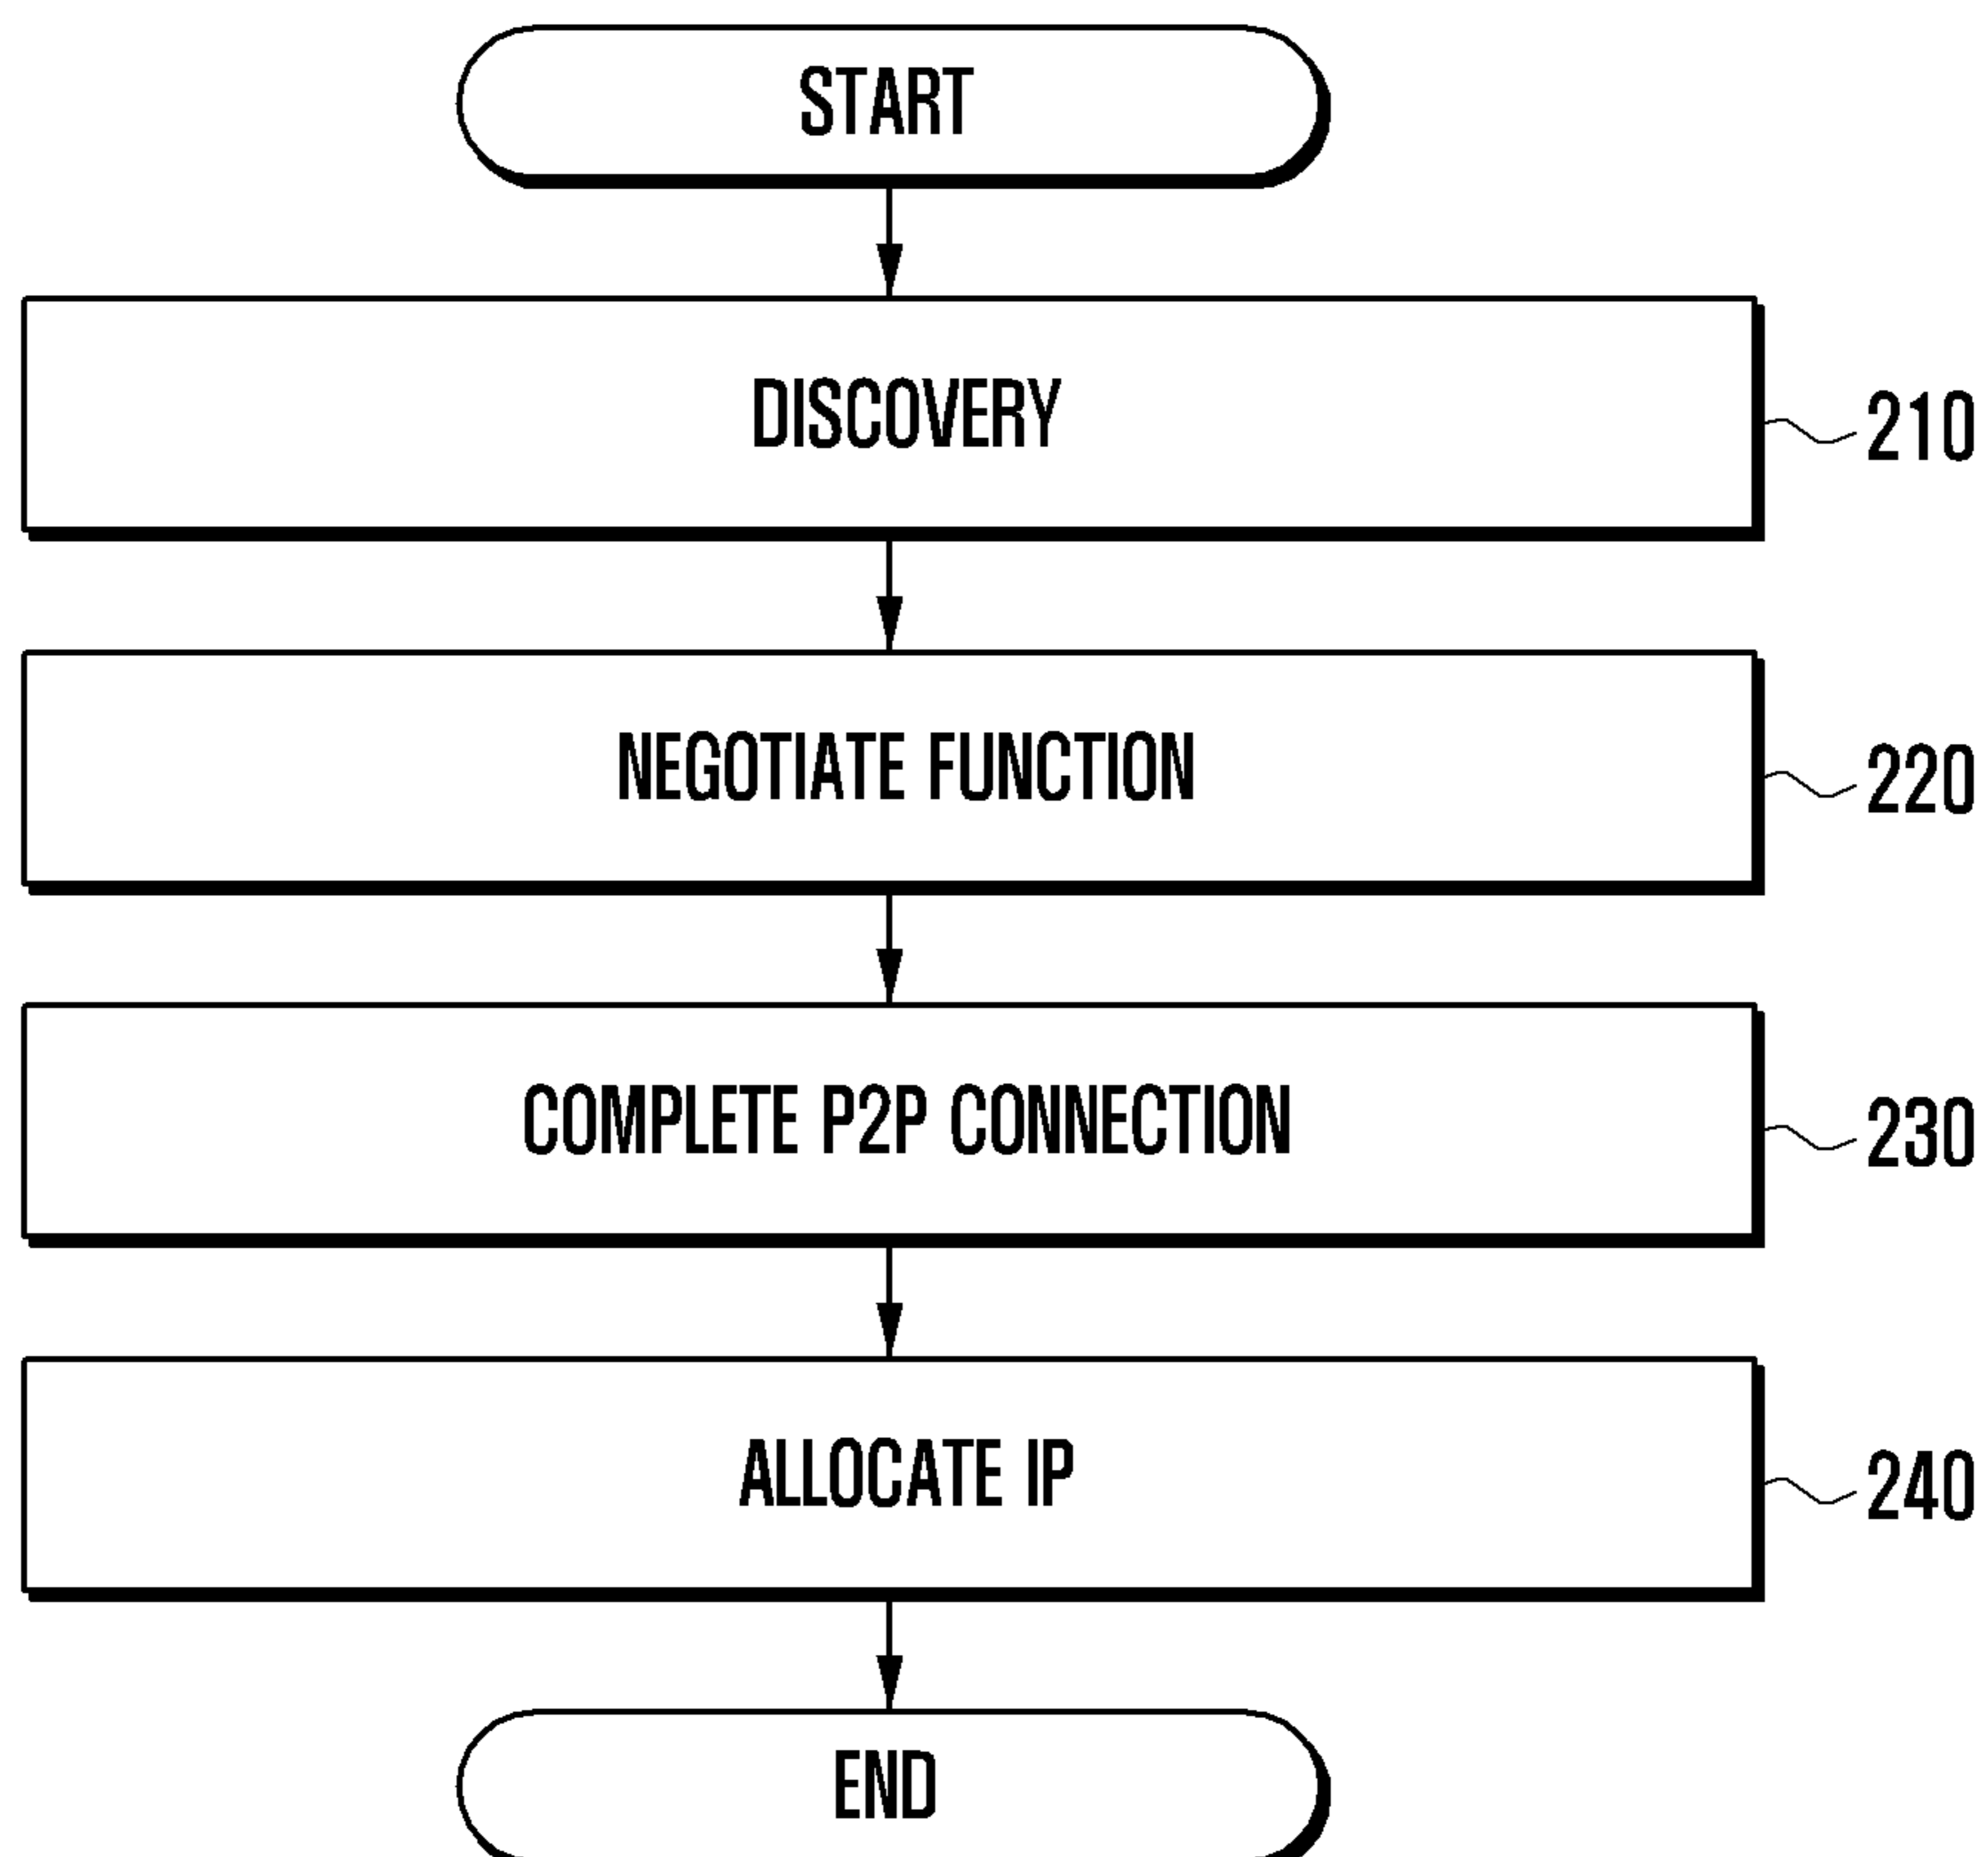 START
DISCOVERY
210
NEGOTIATE FUNCTION
220
COMPLETE P2P CONNECTION
230
ALLOCATE IP
240
END